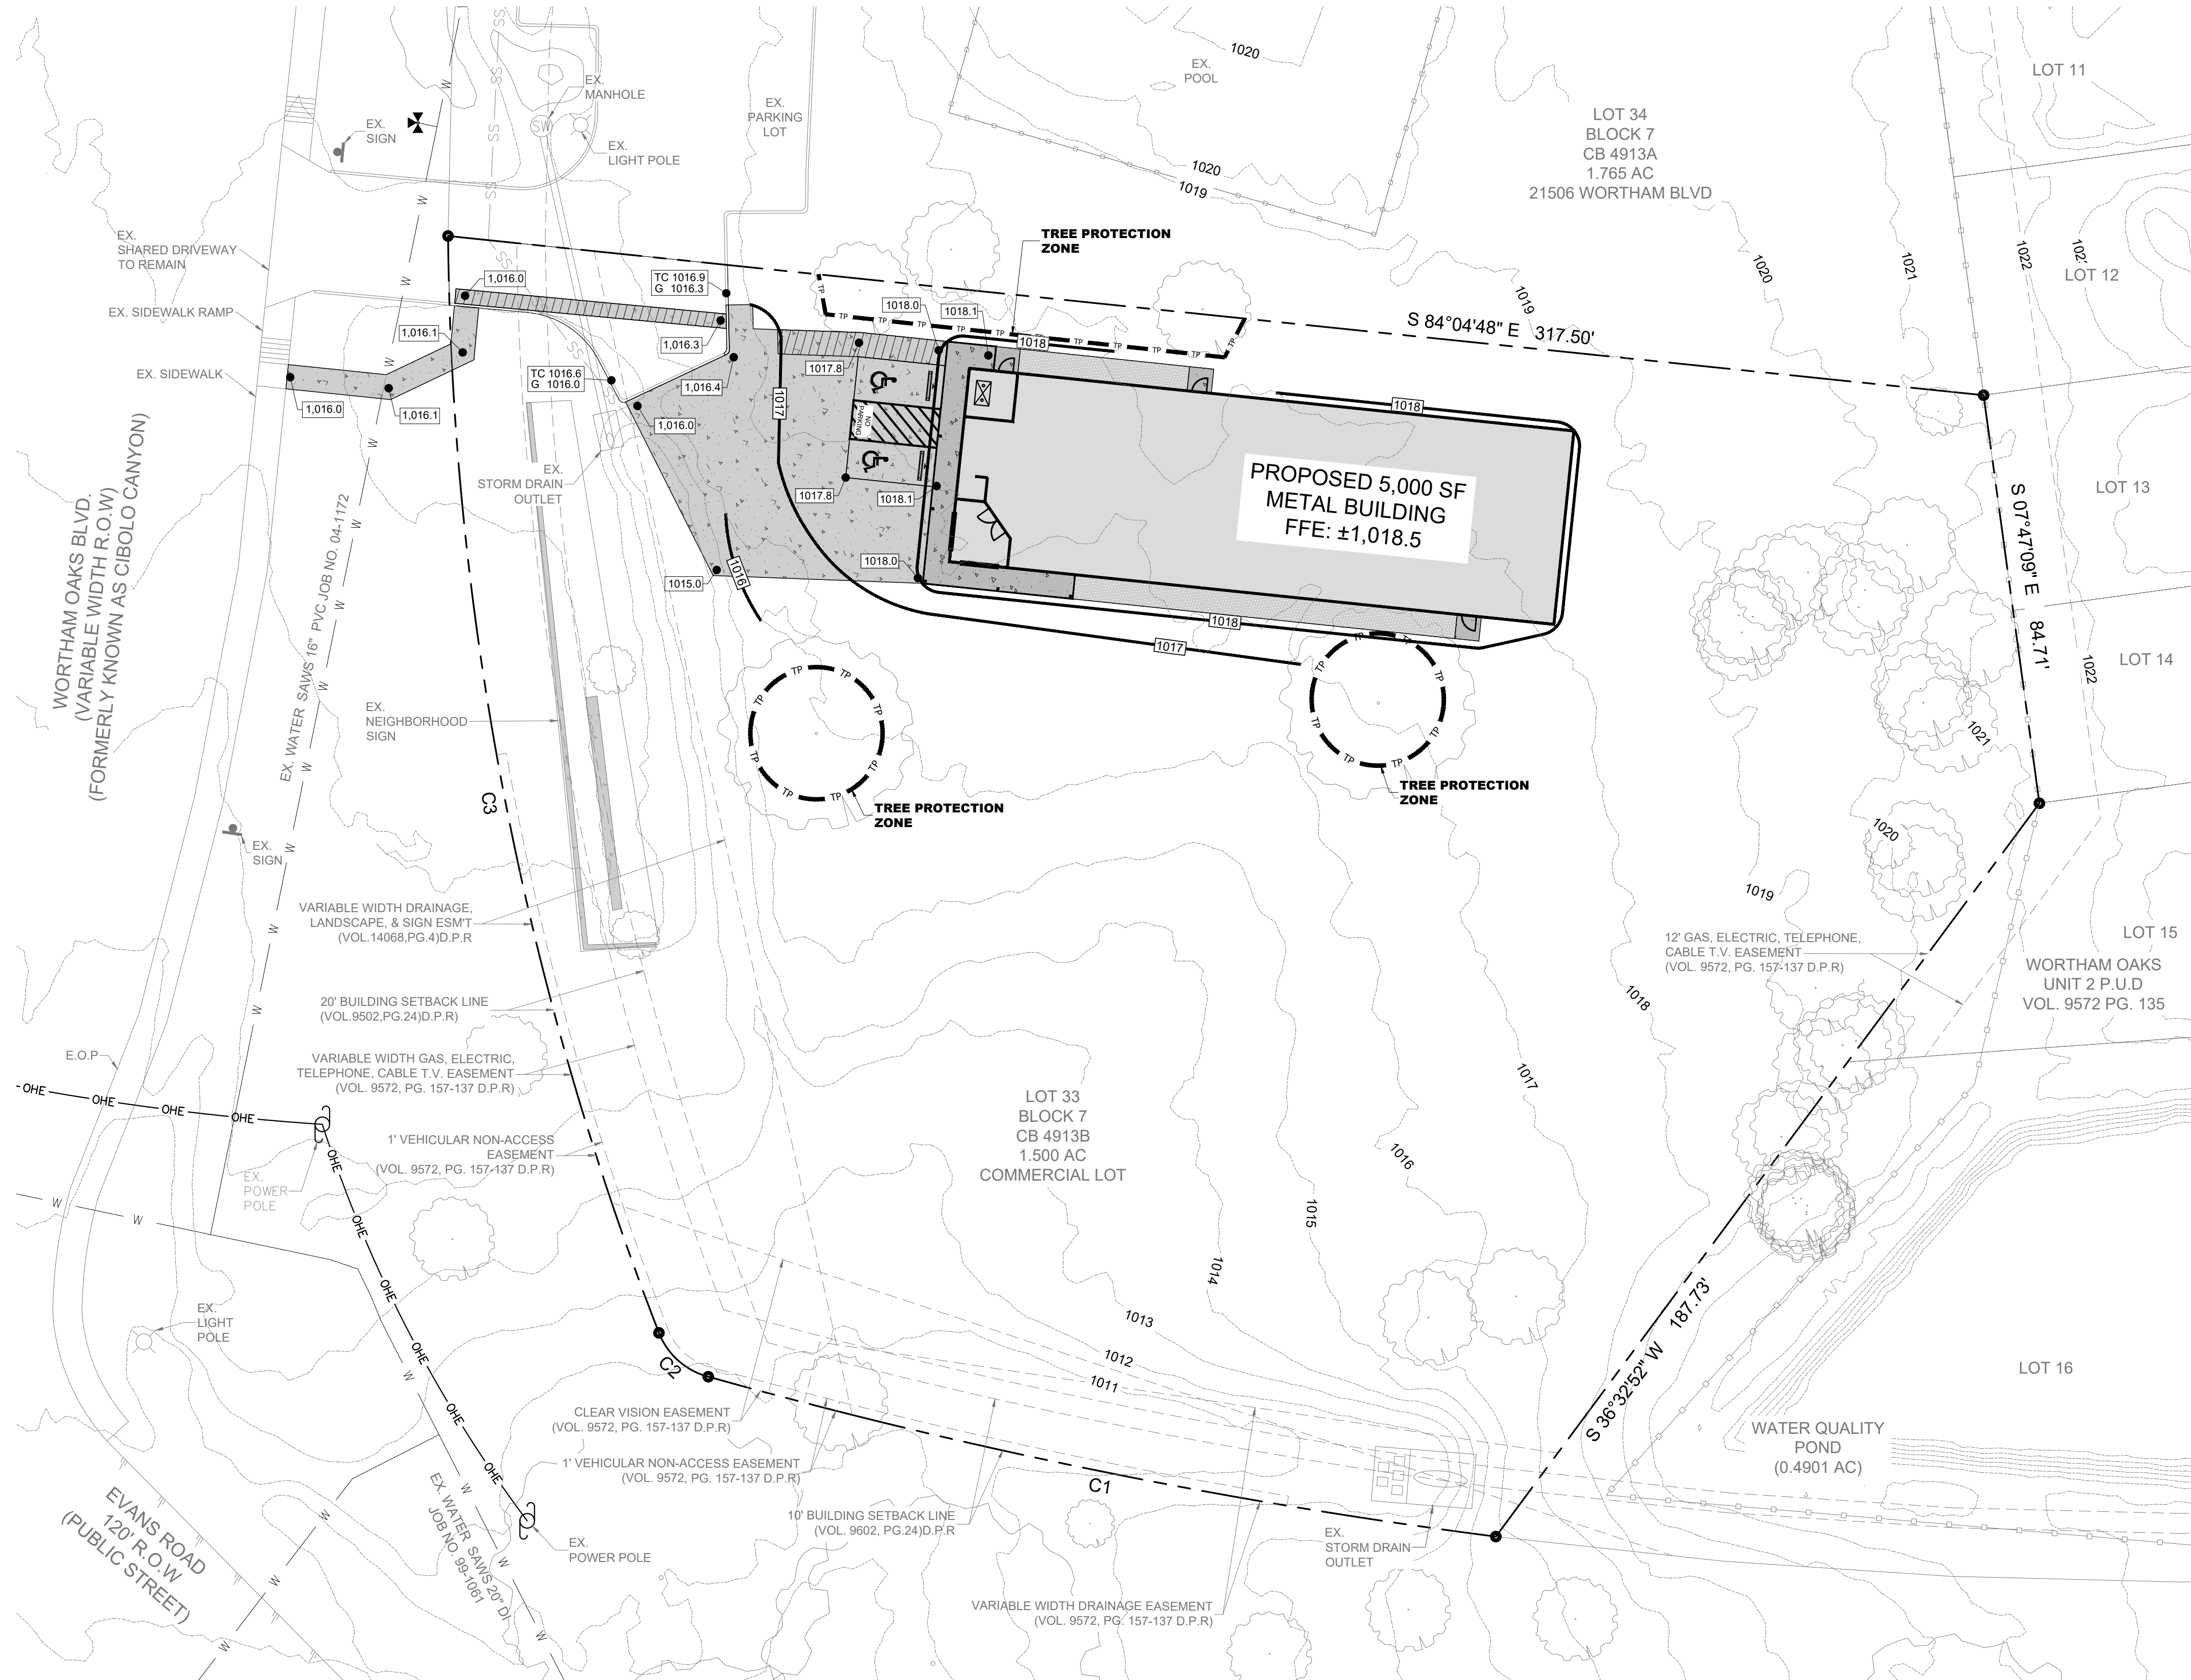 EX.
SIGN
EX.
MANHOLE
SW
EX.
LIGHT POLE
EX.
PARKING
LOT
1020
EX.
POOL
1020
1019
LOT 34
BLOCK 7
CB 4913A
1.765 AC
21506 WORTHAM BLVD
LOT 11
1020
1019
1021
1022
LOT 12
EX.
SHARED DRIVEWAY
TO REMAIN
EX. SIDEWALK RAMP
EX. SIDEWALK
1,016.0
TC 1016.9
G 1016.3
1,016.1
1,016.3
1,016.0
1,016.1
TC 1016.6
G 1016.0
1,016.4
1,016.0
TREE PROTECTION
ZONE
1018.0
1018.1
1018
1017.8
1017
NO
PARKING
1017.8
1018.1
1018.0
1015.0
1016
S 84°04'48" E 317.50'
1018
PROPOSED 5,000 SF
METAL BUILDING
FFE: ±1,018.5
1018
1017
LOT 13
S 07°47'09" E 84.71'
LOT 14
1022
1021
1020
1019
WORTHAM OAKS BLVD.
(VARIABLE WIDTH R.O.W)
(FORMERLY KNOWN AS CIBOLO CANYON)
EX. WATER SAWS 16" PVC JOB NO. 04-1172
EX.
STORM DRAIN
OUTLET
EX.
NEIGHBORHOOD
SIGN
C3
EX.
SIGN
TREE PROTECTION
ZONE
TREE PROTECTION
ZONE
VARIABLE WIDTH DRAINAGE,
LANDSCAPE, & SIGN ESM'T
(VOL.14068,PG.4)D.P.R
20' BUILDING SETBACK LINE
(VOL.9502,PG.24)D.P.R)
VARIABLE WIDTH GAS, ELECTRIC,
TELEPHONE, CABLE T.V. EASEMENT
(VOL. 9572, PG. 157-137 D.P.R)
1' VEHICULAR NON-ACCESS
EASEMENT
(VOL. 9572, PG. 157-137 D.P.R)
E.O.P
OHE OHE OHE OHE
EX.
POWER
POLE
OHE
OHE
OHE
OHE
OHE
OHE
EX.
LIGHT
POLE
12' GAS, ELECTRIC, TELEPHONE,
CABLE T.V. EASEMENT
(VOL. 9572, PG. 157-137 D.P.R)
LOT 15
WORTHAM OAKS
UNIT 2 P.U.D
VOL. 9572 PG. 135
1018
1017
1016
1015
1014
1013
1012
1011
LOT 33
BLOCK 7
CB 4913B
1.500 AC
COMMERCIAL LOT
S 36°32'52" W 187.73'
LOT 16
WATER QUALITY
POND
(0.4901 AC)
C2
CLEAR VISION EASEMENT
(VOL. 9572, PG. 157-137 D.P.R)
1' VEHICULAR NON-ACCESS EASEMENT
(VOL. 9572, PG. 157-137 D.P.R)
C1
10' BUILDING SETBACK LINE
(VOL. 9602, PG.24)D.P.R
EX.
STORM DRAIN
OUTLET
VARIABLE WIDTH DRAINAGE EASEMENT
(VOL. 9572, PG. 157-137 D.P.R)
EVANS ROAD
120' R.O.W
(PUBLIC STREET)
EX. WATER SAWS 20" DI
JOB NO. 99-1061
EX.
POWER POLE